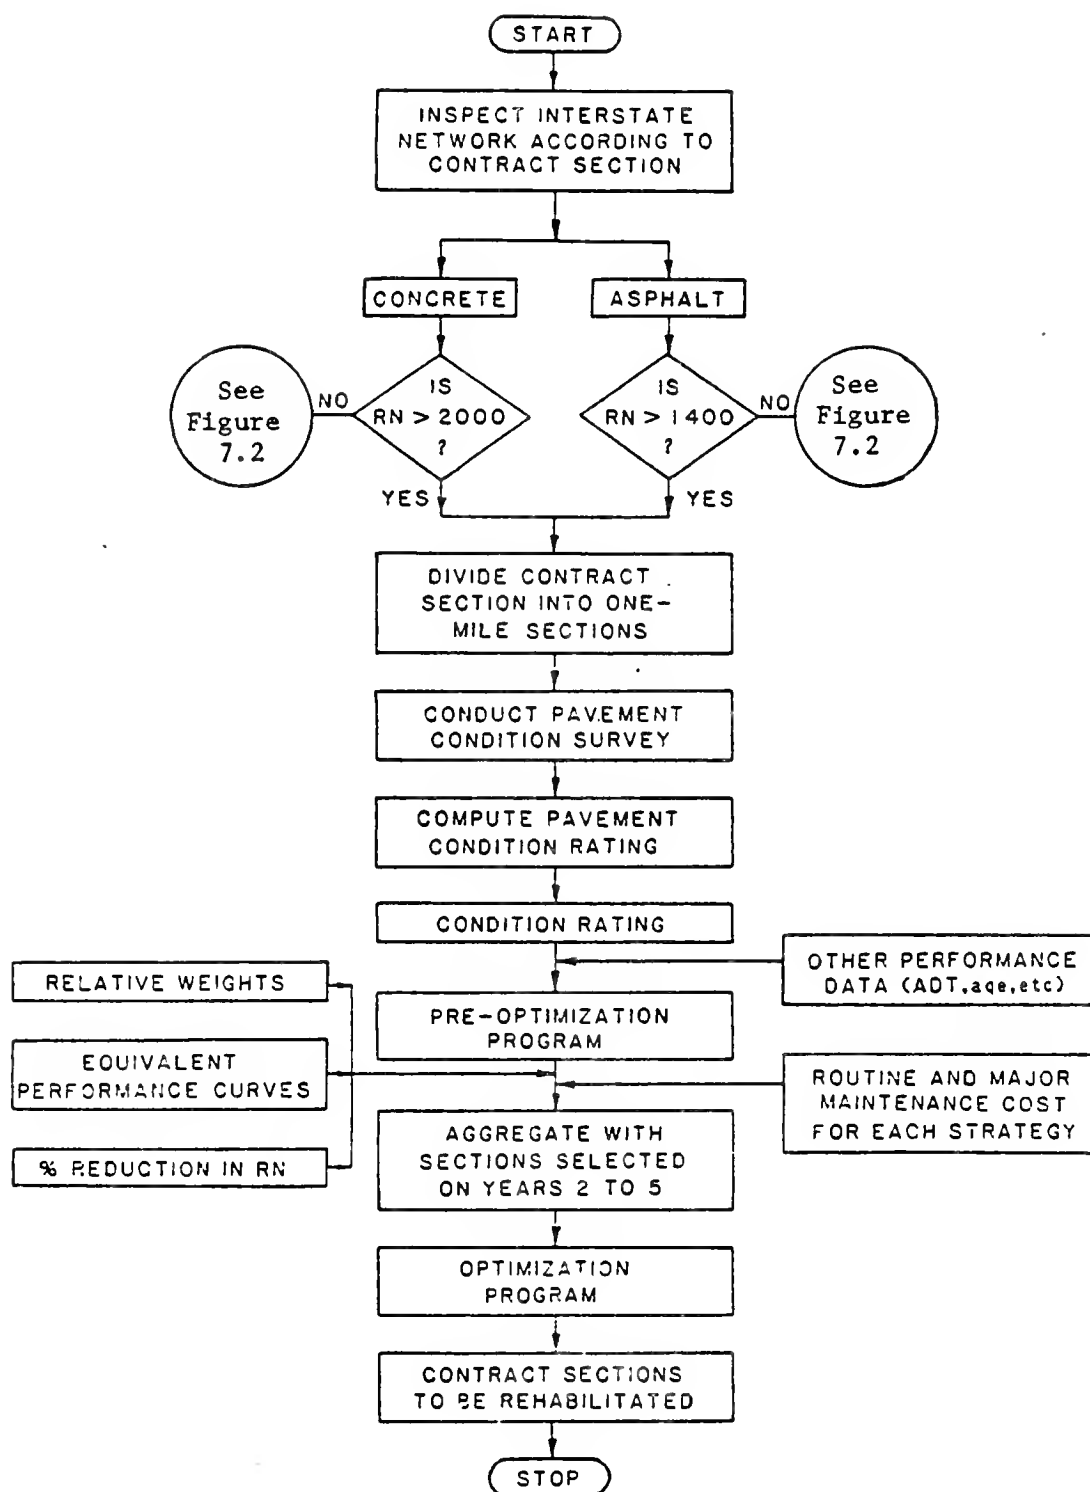 START
INSPECT INTERSTATE
NETWORK ACCORDING TO
CONTRACT SECTION
CONCRETE
ASPHALT
See
Figure
7.2
NO
IS
RN > 2000
?
IS
RN > 1400
?
NO
See
Figure
7.2
YES
YES
DIVIDE CONTRACT
SECTION INTO ONE-
MILE SECTIONS
CONDUCT PAVEMENT
CONDITION SURVEY
COMPUTE PAVEMENT
CONDITION RATING
CONDITION RATING
OTHER PERFORMANCE
DATA (ADT,age,etc)
RELATIVE WEIGHTS
PRE-OPTIMIZATION
PROGRAM
EQUIVALENT
PERFORMANCE CURVES
ROUTINE AND MAJOR
MAINTENANCE COST
FOR EACH STRATEGY
% REDUCTION IN RN
AGGREGATE WITH
SECTIONS SELECTED
ON YEARS 2 TO 5
OPTIMIZATION
PROGRAM
CONTRACT SECTIONS
TO BE REHABILITATED
STOP